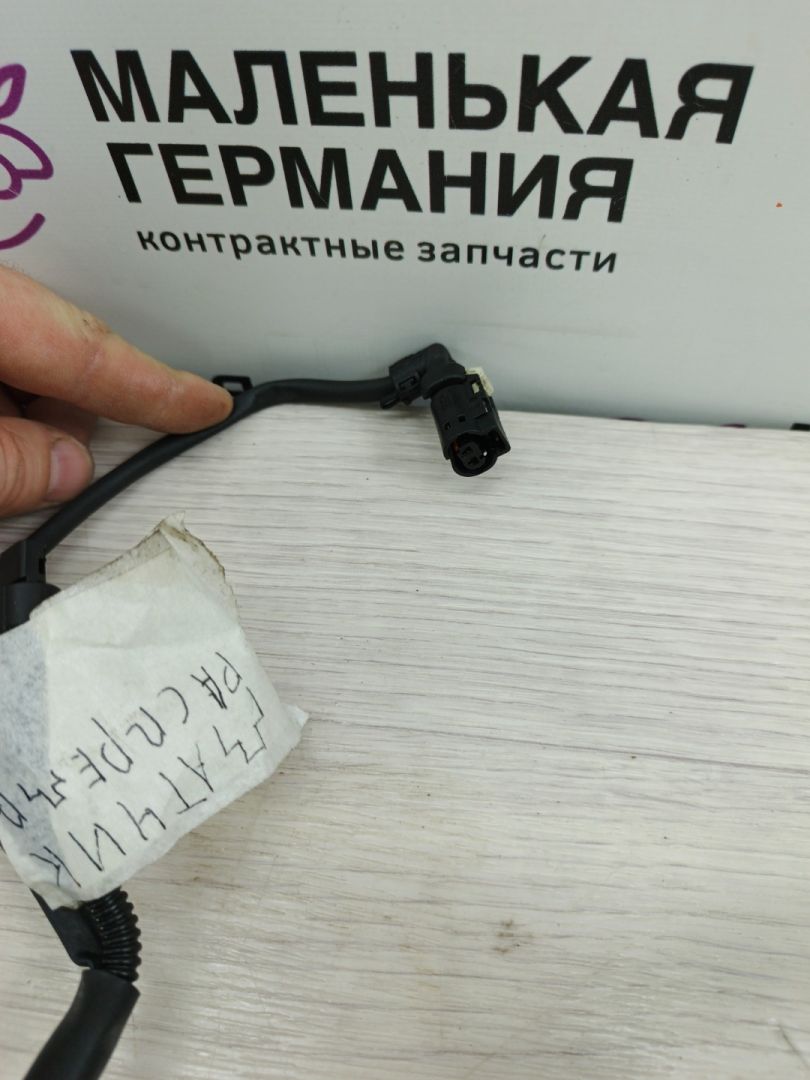 МАЛЕНЬКАЯ
ГЕРМАНИЯ
контрактные запчасти
ДАТЧИК